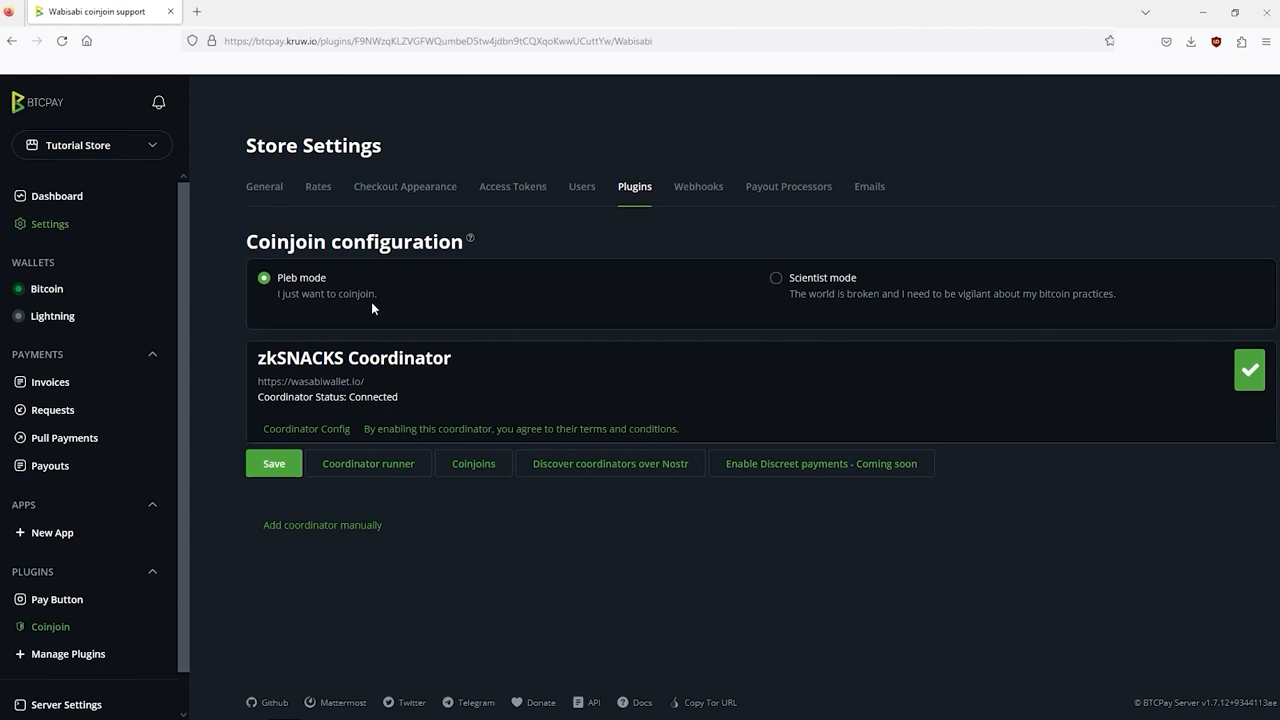 Wabisabi coinjoin support
https://btcpay.kruw.io/plugins/F9NWzqKLZVGFWQumbeD5tw4jdbn9tCQXqoKwwUCuttYw/Wabisabi
BTCPAY
Tutorial Store
Dashboard
Settings
WALLETS
Bitcoin
Lightning
PAYMENTS
Invoices
Requests
Pull Payments
Payouts
APPS
New App
PLUGINS
Pay Button
Coinjoin
Manage Plugins
Server Settings
Store Settings
General Rates Checkout Appearance Access Tokens Users Plugins Webhooks Payout Processors Emails
Coinjoin configuration
Pleb mode
I just want to coinjoin.
Scientist mode
The world is broken and I need to be vigilant about my bitcoin practices.
zkSNACKS Coordinator
https://wasabiwallet.io/
Coordinator Status: Connected
Coordinator Config By enabling this coordinator, you agree to their terms and conditions.
Save Coordinator runner Coinjoins Discover coordinators over Nostr Enable Discreet payments - Coming soon
Add coordinator manually
Github Mattermost Twitter Telegram Donate API Docs Copy Tor URL © BTCPay Server v1.7.12+9344113ae